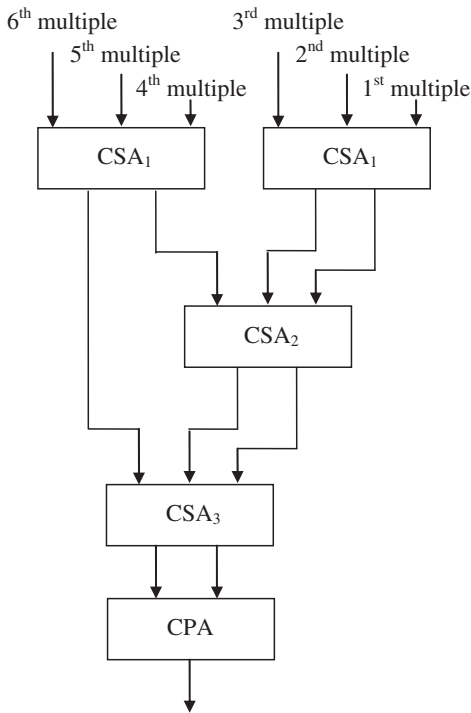 6th multiple
3rd multiple
5th multiple
2nd multiple
4th multiple
1st multiple
CSA1
CSA1
CSA2
CSA3
CPA